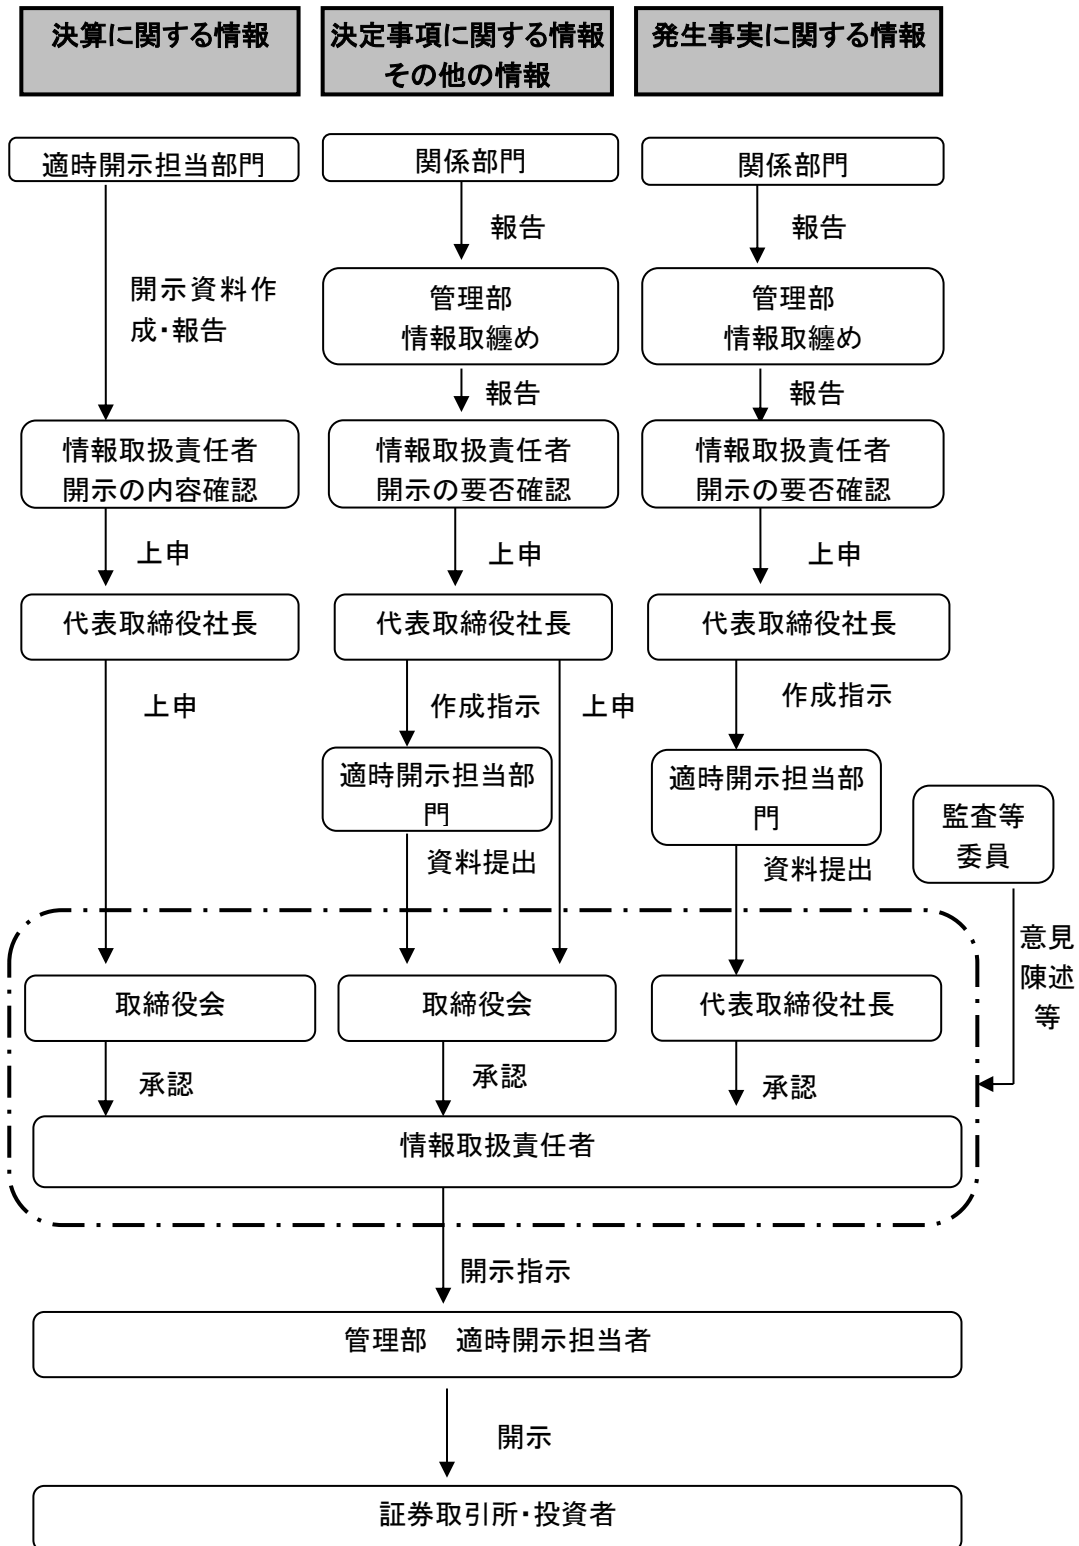 決算に関する情報
決定事項に関する情報
その他の情報
発生事実に関する情報
適時開示担当部門
関係部門
関係部門
報告
報告
開示資料作
成・報告
管理部
情報取纏め
管理部
情報取纏め
報告
報告
情報取扱責任者
開示の内容確認
情報取扱責任者
開示の要否確認
情報取扱責任者
開示の要否確認
上申
上申
上申
代表取締役社長
代表取締役社長
代表取締役社長
上申
作成指示
上申
作成指示
適時開示担当部
門
適時開示担当部
門
監査等
委員
資料提出
資料提出
意見
陳述
等
取締役会
取締役会
代表取締役社長
承認
承認
承認
情報取扱責任者
開示指示
管理部　適時開示担当者
開示
証券取引所・投資者